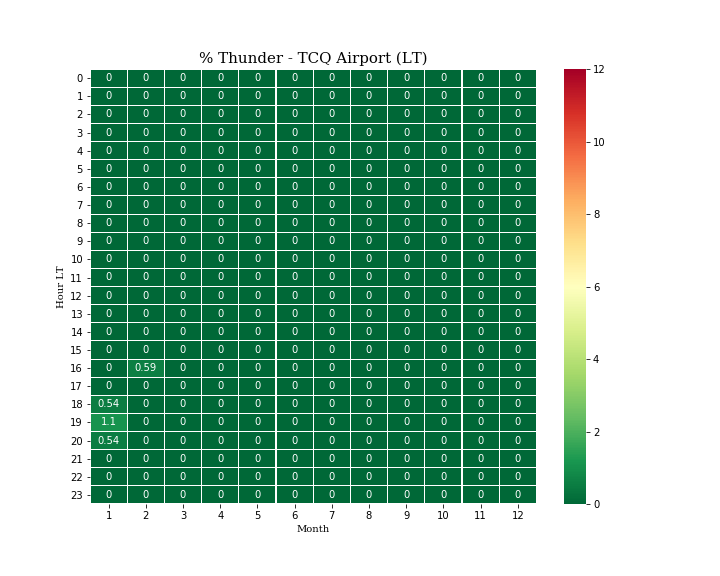 % Thunder - TCQ Airport (LT)
0 0 0 0 0 0 0 0 0 0 0 0 0
1 0 0 0 0 0 0 0 0 0 0 0 0
2 0 0 0 0 0 0 0 0 0 0 0 0
3 0 0 0 0 0 0 0 0 0 0 0 0
4 0 0 0 0 0 0 0 0 0 0 0 0
5 0 0 0 0 0 0 0 0 0 0 0 0
6 0 0 0 0 0 0 0 0 0 0 0 0
7 0 0 0 0 0 0 0 0 0 0 0 0
8 0 0 0 0 0 0 0 0 0 0 0 0
9 0 0 0 0 0 0 0 0 0 0 0 0
10 0 0 0 0 0 0 0 0 0 0 0 0
11 0 0 0 0 0 0 0 0 0 0 0 0
12 0 0 0 0 0 0 0 0 0 0 0 0
13 0 0 0 0 0 0 0 0 0 0 0 0
14 0 0 0 0 0 0 0 0 0 0 0 0
15 0 0 0 0 0 0 0 0 0 0 0 0
16 0 0.59 0 0 0 0 0 0 0 0 0 0
17 0 0 0 0 0 0 0 0 0 0 0 0
18 0.54 0 0 0 0 0 0 0 0 0 0 0
19 1.1 0 0 0 0 0 0 0 0 0 0 0
20 0.54 0 0 0 0 0 0 0 0 0 0 0
21 0 0 0 0 0 0 0 0 0 0 0 0
22 0 0 0 0 0 0 0 0 0 0 0 0
23 0 0 0 0 0 0 0 0 0 0 0 0
1 2 3 4 5 6 7 8 9 10 11 12
Month
Hour LT
12
10
8
6
4
2
0